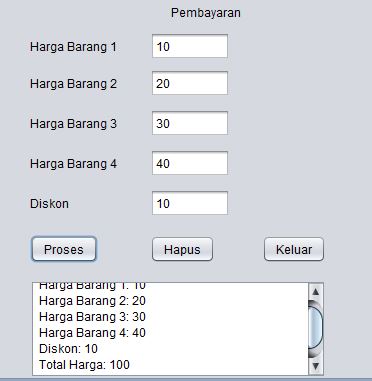 Pembayaran
Harga Barang 1 10
Harga Barang 2 20
Harga Barang 3 30
Harga Barang 4 40
Diskon 10
Proses Hapus Keluar
Harga Barang 1: 10
Harga Barang 2: 20
Harga Barang 3: 30
Harga Barang 4: 40
Diskon: 10
Total Harga: 100